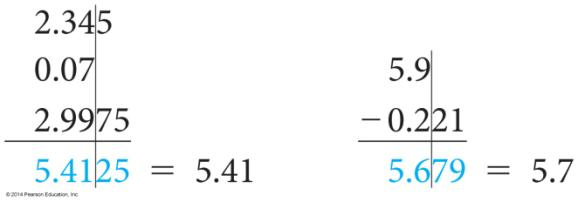 2.345
0.07
2.9975
5.4125 = 5.41
5.9
− 0.221
5.679 = 5.7
© 2014 Pearson Education, Inc.